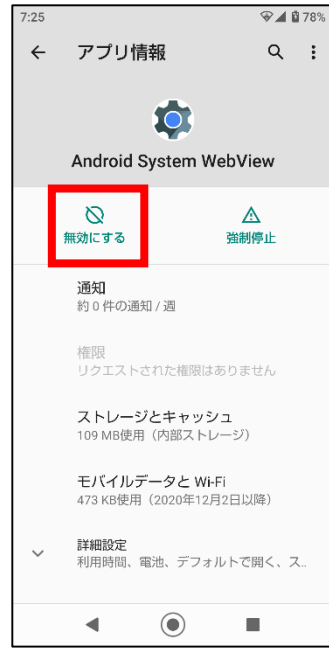 7:25 78%
アプリ情報
Android System WebView
無効にする 強制停止
通知
約 0 件の通知 / 週
権限
リクエストされた権限はありません
ストレージとキャッシュ
109 MB使用（内部ストレージ）
モバイルデータと Wi-Fi
473 KB使用（2020年12月2日以降）
詳細設定
利用時間、電池、デフォルトで開く、ス..